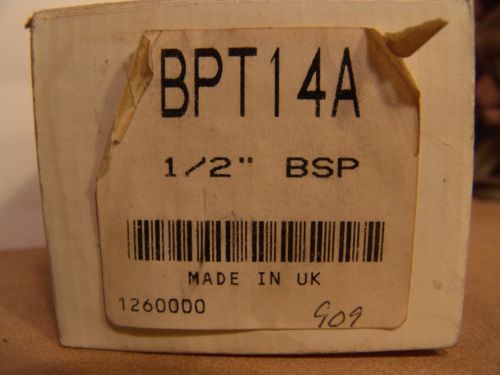 BPT14A
1/2" BSP
MADE IN UK
1260000
909